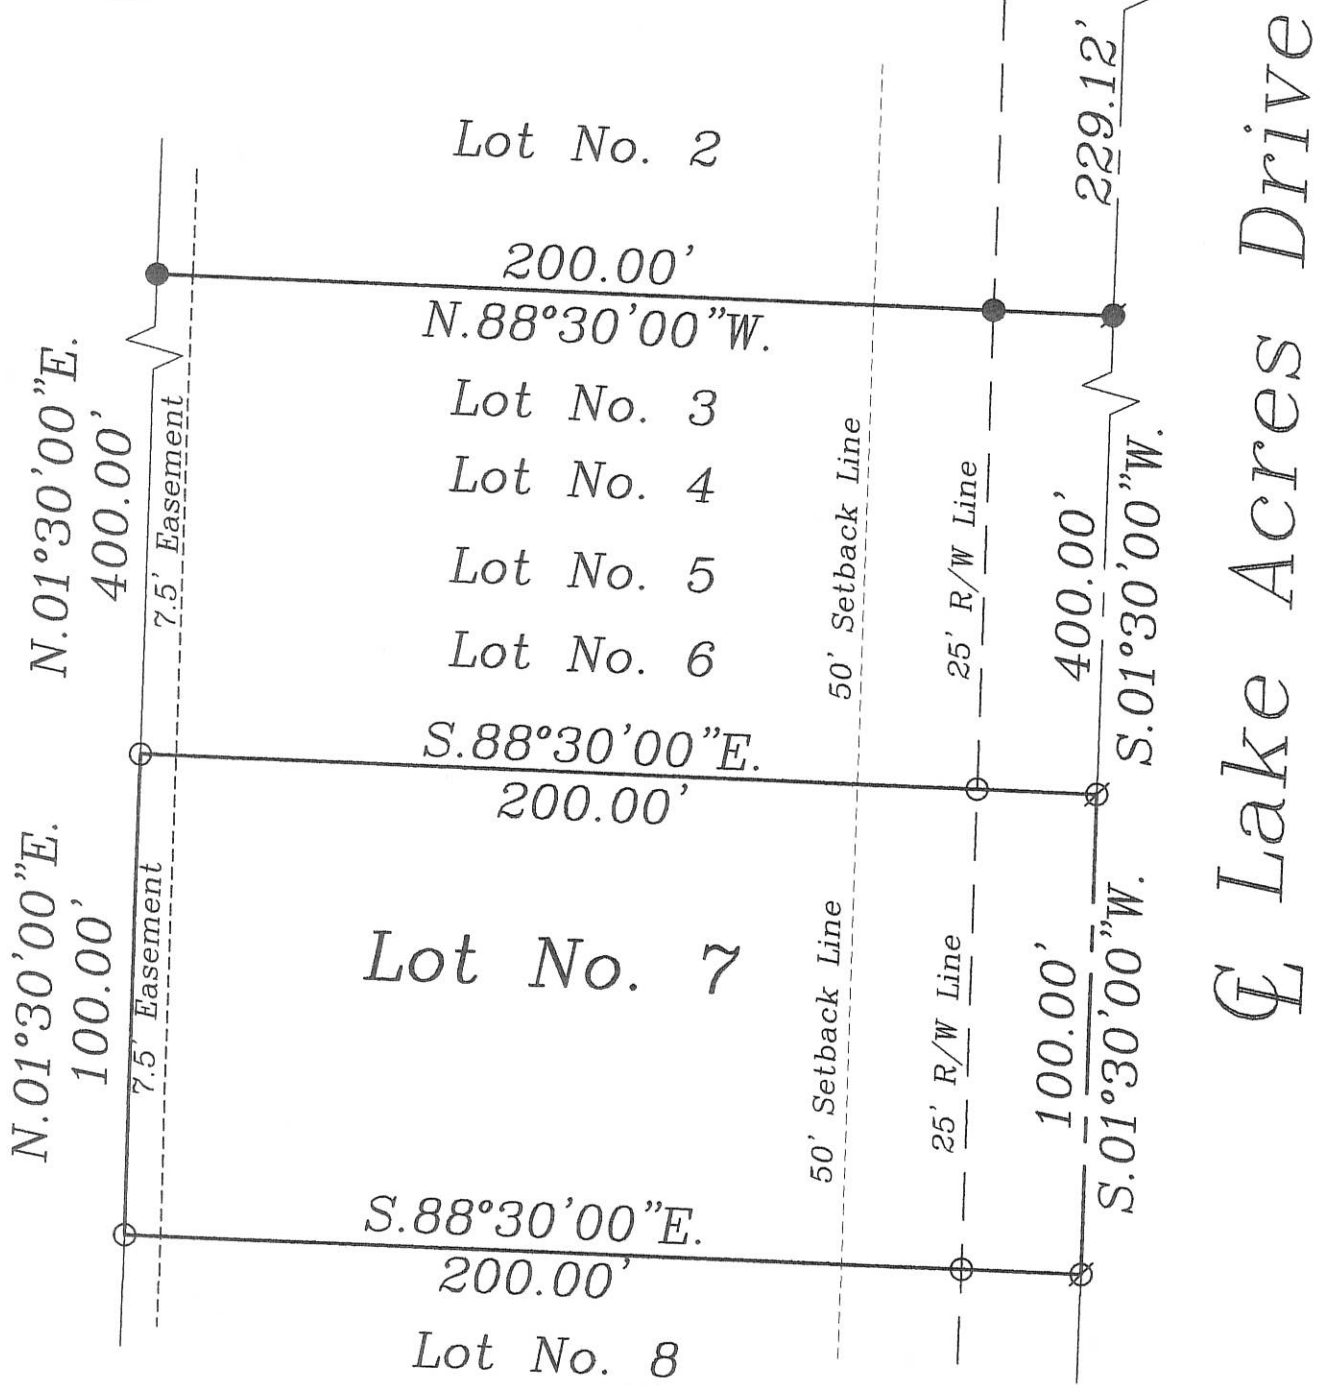 229.12'
Lot No. 2
200.00'
N.88°30'00"W.
Lot No. 3
Lot No. 4
Lot No. 5
Lot No. 6
N.01°30'00"E.
400.00'
7.5' Easement
50' Setback Line
25' R/W Line
400.00'
S.01°30'00"W.
S.88°30'00"E.
200.00'
N.01°30'00"E.
100.00'
7.5' Easement
Lot No. 7
50' Setback Line
25' R/W Line
100.00'
S.01°30'00"W.
S.88°30'00"E.
200.00'
Lot No. 8
℄ Lake Acres Drive